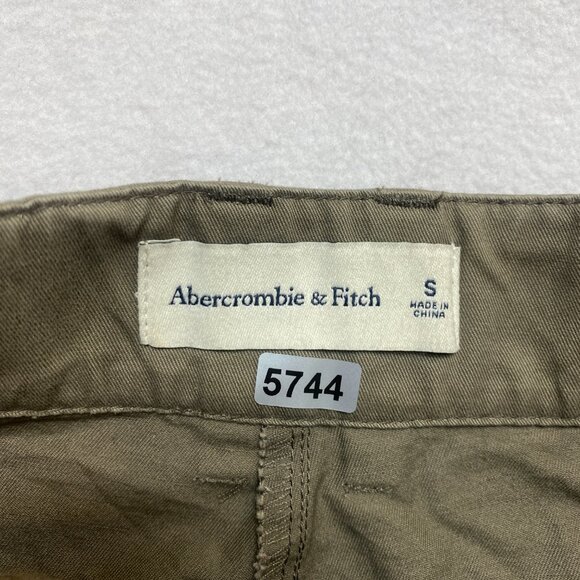 Abercrombie & Fitch
S
MADE IN
CHINA
5744